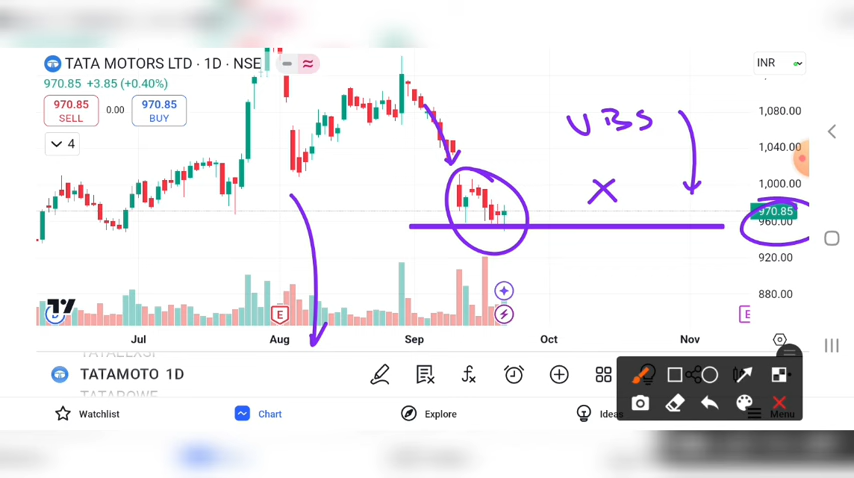 TATA MOTORS LTD · 1D · NSE
INR
970.85 +3.85 (+0.40%)
970.85 0.00 970.85
SELL BUY
4
UBS
1,080.00
1,040.00
1,000.00
970.85
960.00
920.00
880.00
E E
Jul Aug Sep Oct Nov
TATAMOTO 1D
Watchlist Chart Explore Ideas Menu